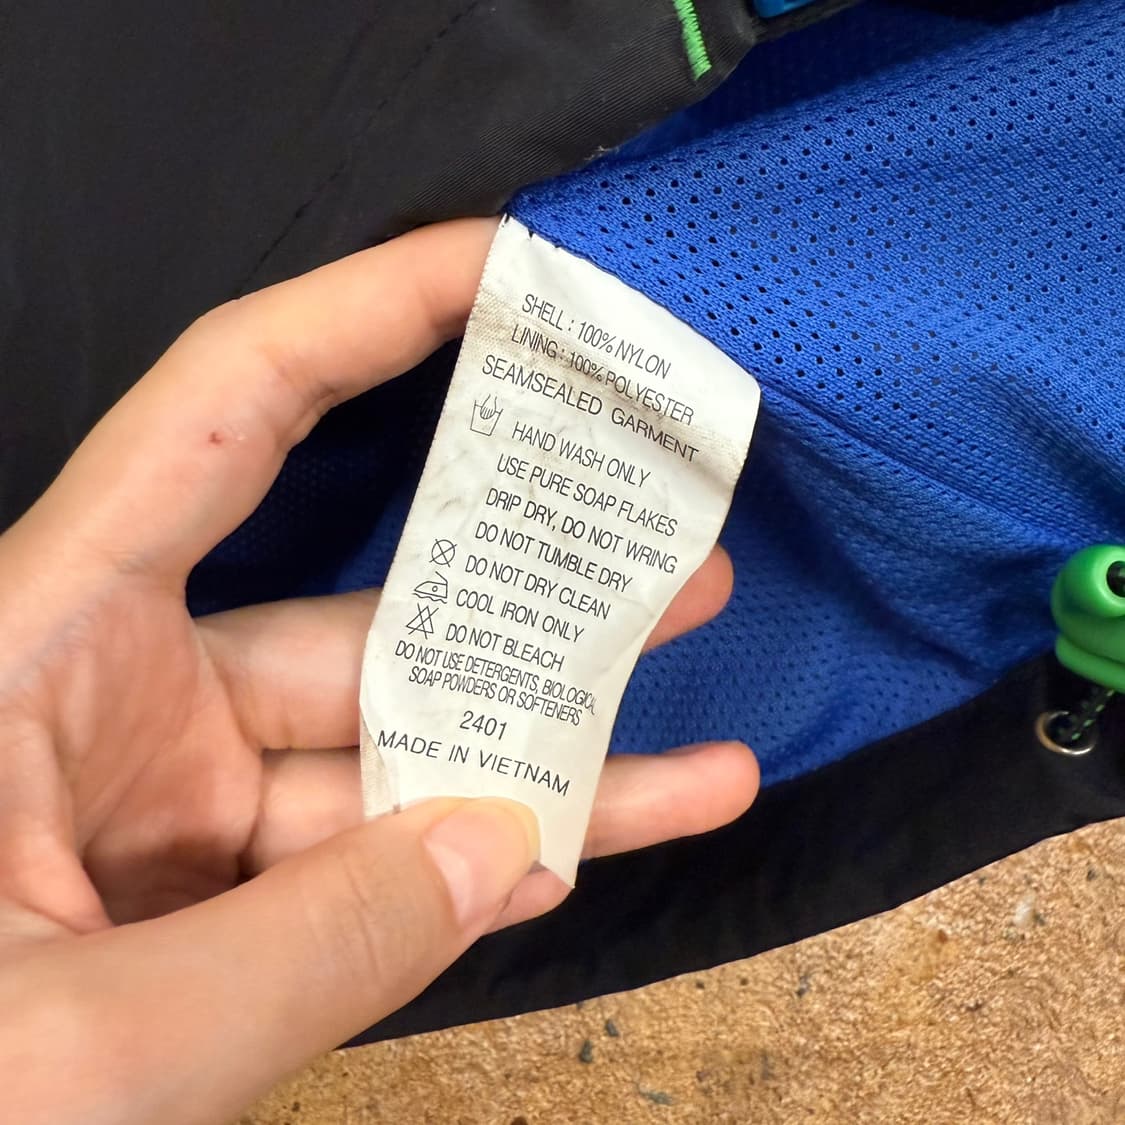 SHELL : 100% NYLON
LINING : 100% POLYESTER
SEAMSEALED GARMENT
HAND WASH ONLY
USE PURE SOAP FLAKES
DRIP DRY, DO NOT WRING
DO NOT TUMBLE DRY
DO NOT DRY CLEAN
COOL IRON ONLY
DO NOT BLEACH
DO NOT USE DETERGENTS, BIOLOGICAL
SOAP POWDERS OR SOFTENERS
2401
MADE IN VIETNAM